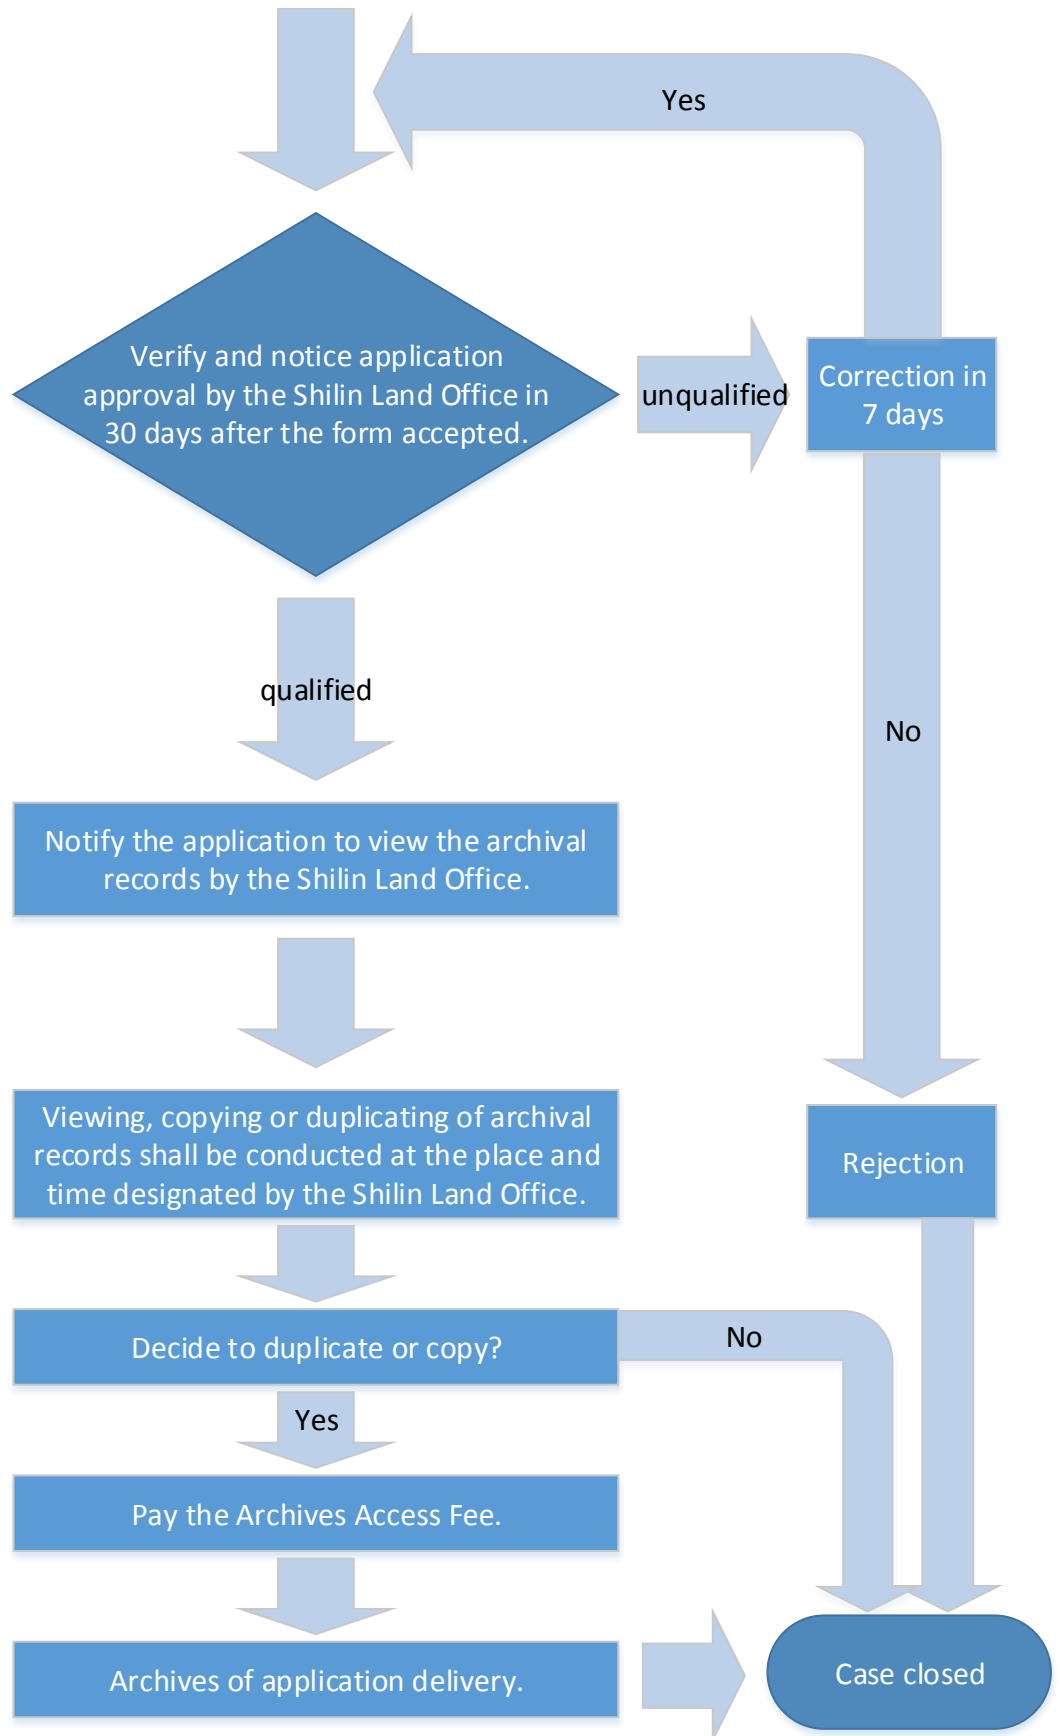 Yes
Verify and notice application
approval by the Shilin Land Office in
30 days after the form accepted.
unqualified
Correction in
7 days
qualified
No
Notify the application to view the archival
records by the Shilin Land Office.
Viewing, copying or duplicating of archival
records shall be conducted at the place and
time designated by the Shilin Land Office.
Rejection
Decide to duplicate or copy?
No
Yes
Pay the Archives Access Fee.
Archives of application delivery.
Case closed